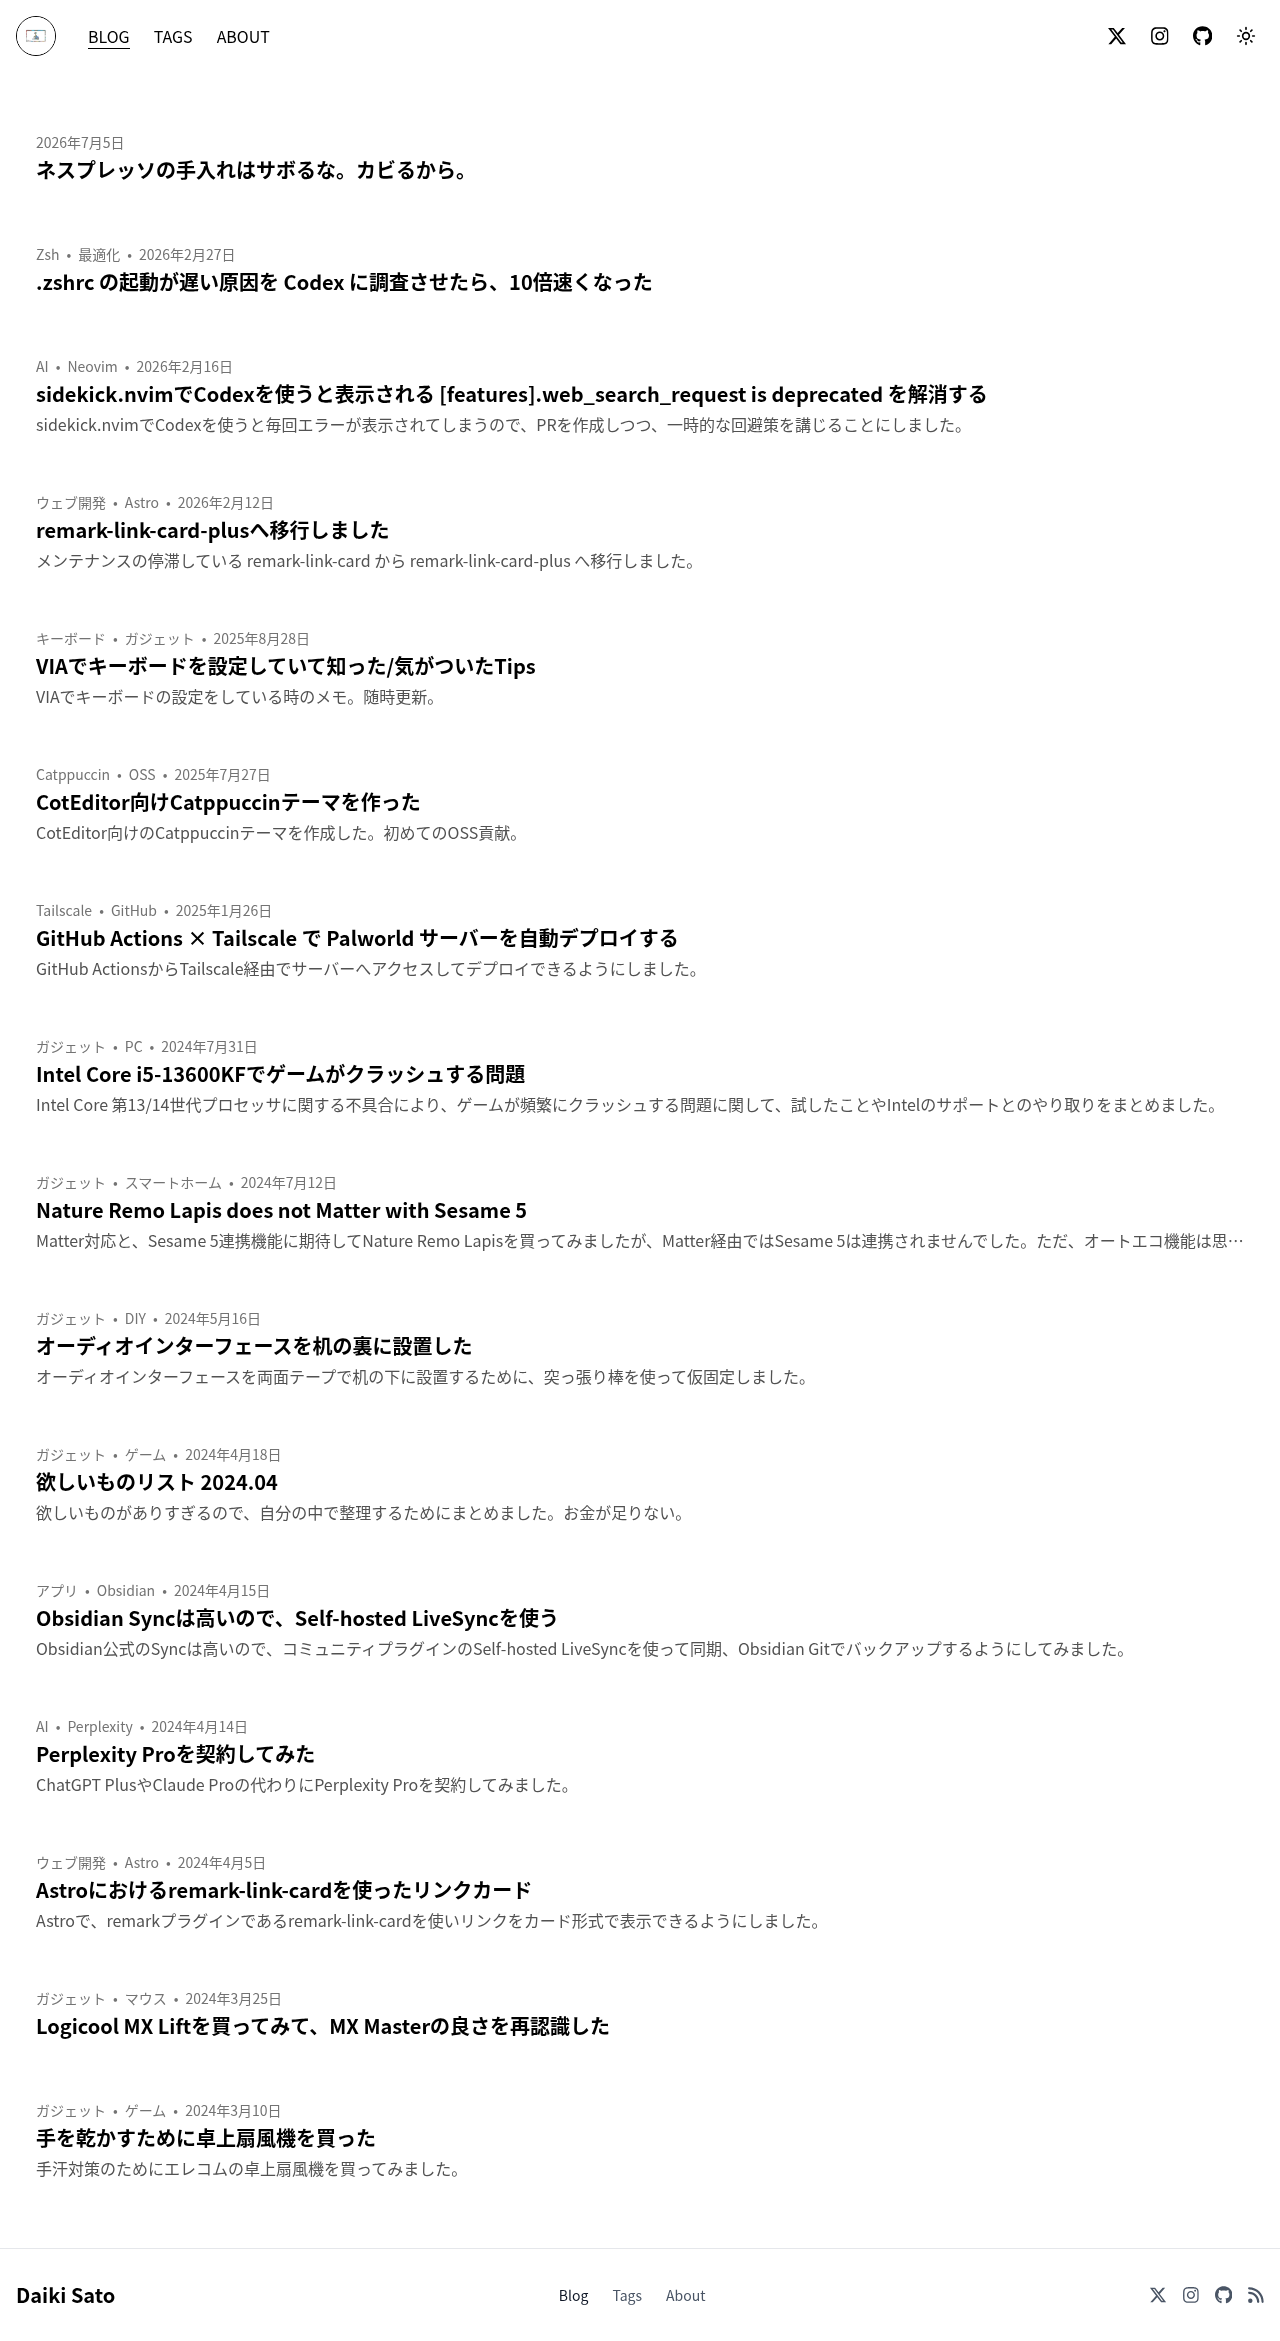 BLOG TAGS ABOUT
2026年7月5日
ネスプレッソの手入れはサボるな。カビるから。
Zsh • 最適化 • 2026年2月27日
.zshrc の起動が遅い原因を Codex に調査させたら、10倍速くなった
AI • Neovim • 2026年2月16日
sidekick.nvimでCodexを使うと表示される [features].web_search_request is deprecated を解消する
sidekick.nvimでCodexを使うと毎回エラーが表示されてしまうので、PRを作成しつつ、一時的な回避策を講じることにしました。
ウェブ開発 • Astro • 2026年2月12日
remark-link-card-plusへ移行しました
メンテナンスの停滞している remark-link-card から remark-link-card-plus へ移行しました。
キーボード • ガジェット • 2025年8月28日
VIAでキーボードを設定していて知った/気がついたTips
VIAでキーボードの設定をしている時のメモ。随時更新。
Catppuccin • OSS • 2025年7月27日
CotEditor向けCatppuccinテーマを作った
CotEditor向けのCatppuccinテーマを作成した。初めてのOSS貢献。
Tailscale • GitHub • 2025年1月26日
GitHub Actions × Tailscale で Palworld サーバーを自動デプロイする
GitHub ActionsからTailscale経由でサーバーへアクセスしてデプロイできるようにしました。
ガジェット • PC • 2024年7月31日
Intel Core i5-13600KFでゲームがクラッシュする問題
Intel Core 第13/14世代プロセッサに関する不具合により、ゲームが頻繁にクラッシュする問題に関して、試したことやIntelのサポートとのやり取りをまとめました。
ガジェット • スマートホーム • 2024年7月12日
Nature Remo Lapis does not Matter with Sesame 5
Matter対応と、Sesame 5連携機能に期待してNature Remo Lapisを買ってみましたが、Matter経由ではSesame 5は連携されませんでした。ただ、オートエコ機能は思…
ガジェット • DIY • 2024年5月16日
オーディオインターフェースを机の裏に設置した
オーディオインターフェースを両面テープで机の下に設置するために、突っ張り棒を使って仮固定しました。
ガジェット • ゲーム • 2024年4月18日
欲しいものリスト 2024.04
欲しいものがありすぎるので、自分の中で整理するためにまとめました。お金が足りない。
アプリ • Obsidian • 2024年4月15日
Obsidian Syncは高いので、Self-hosted LiveSyncを使う
Obsidian公式のSyncは高いので、コミュニティプラグインのSelf-hosted LiveSyncを使って同期、Obsidian Gitでバックアップするようにしてみました。
AI • Perplexity • 2024年4月14日
Perplexity Proを契約してみた
ChatGPT PlusやClaude Proの代わりにPerplexity Proを契約してみました。
ウェブ開発 • Astro • 2024年4月5日
Astroにおけるremark-link-cardを使ったリンクカード
Astroで、remarkプラグインであるremark-link-cardを使いリンクをカード形式で表示できるようにしました。
ガジェット • マウス • 2024年3月25日
Logicool MX Liftを買ってみて、MX Masterの良さを再認識した
ガジェット • ゲーム • 2024年3月10日
手を乾かすために卓上扇風機を買った
手汗対策のためにエレコムの卓上扇風機を買ってみました。
Daiki Sato Blog Tags About